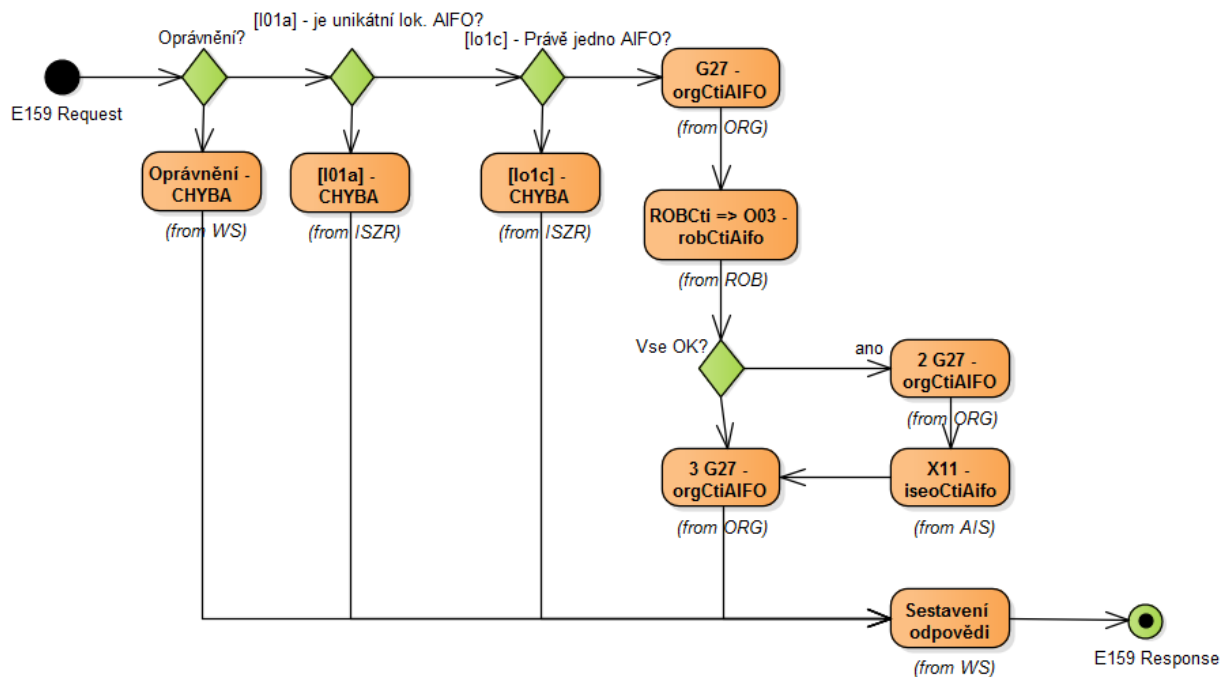 [I01a] - je unikátní lok. AIFO?
Oprávnění?
[Io1c] - Právě jedno AIFO?
E159 Request
G27 -
orgCtiAIFO
(from ORG)
Oprávnění -
CHYBA
(from WS)
[I01a] -
CHYBA
(from ISZR)
[Io1c] -
CHYBA
(from ISZR)
ROBCti => O03 -
robCtiAifo
(from ROB)
Vse OK?
ano
2 G27 -
orgCtiAIFO
(from ORG)
3 G27 -
orgCtiAIFO
(from ORG)
X11 -
iseoCtiAifo
(from AIS)
Sestavení
odpovědi
(from WS)
E159 Response